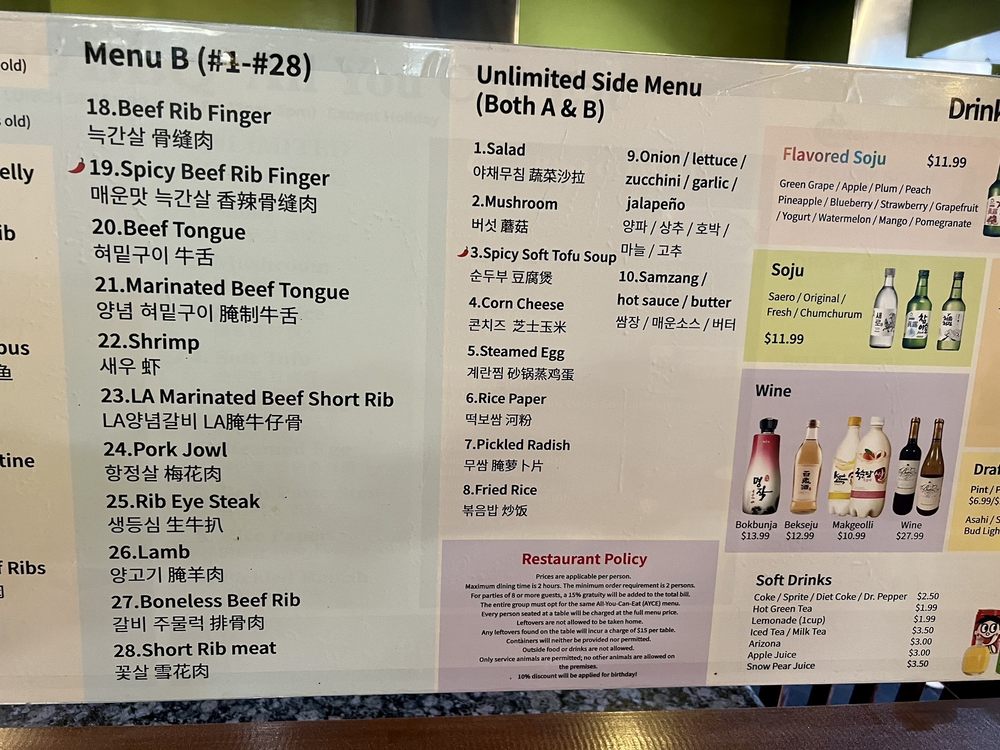 old)
s old)
elly
ib
ous
鱼
tine
f Ribs
Menu B (#1-#28)
18.Beef Rib Finger
늑간살 骨缝肉
19.Spicy Beef Rib Finger
매운맛 늑간살 香辣骨缝肉
20.Beef Tongue
혀밑구이 牛舌
21.Marinated Beef Tongue
양념 혀밑구이 腌制牛舌
22.Shrimp
새우 虾
23.LA Marinated Beef Short Rib
LA양념갈비 LA腌牛仔骨
24.Pork Jowl
항정살 梅花肉
25.Rib Eye Steak
생등심 生牛扒
26.Lamb
양고기 腌羊肉
27.Boneless Beef Rib
갈비 주물럭 排骨肉
28.Short Rib meat
꽃살 雪花肉
Unlimited Side Menu
(Both A & B)
1.Salad
야채무침 蔬菜沙拉
2.Mushroom
버섯 蘑菇
3.Spicy Soft Tofu Soup
순두부 豆腐煲
4.Corn Cheese
콘치즈 芝士玉米
5.Steamed Egg
계란찜 砂锅蒸鸡蛋
6.Rice Paper
떡보쌈 河粉
7.Pickled Radish
무쌈 腌萝卜片
8.Fried Rice
볶음밥 炒饭
9.Onion / lettuce /
zucchini / garlic /
jalapeño
양파 / 상추 / 호박 /
마늘 / 고추
10.Samzang /
hot sauce / butter
쌈장 / 매운소스 / 버터
Restaurant Policy
Prices are applicable per person.
Maximum dining time is 2 hours. The minimum order requirement is 2 persons.
For parties of 8 or more guests, a 15% gratuity will be added to the total bill.
The entire group must opt for the same All-You-Can-Eat (AYCE) menu.
Every person seated at a table will be charged at the full menu price.
Leftovers are not allowed to be taken home.
Any leftovers found on the table will incur a charge of $15 per table.
Containers will neither be provided nor permitted.
Outside food or drinks are not allowed.
Only service animals are permitted; no other animals are allowed on
the premises.
10% discount will be applied for birthday!
Drink
Flavored Soju $11.99
Green Grape / Apple / Plum / Peach
Pineapple / Blueberry / Strawberry / Grapefruit
/ Yogurt / Watermelon / Mango / Pomegranate
Soju
Saero / Original /
Fresh / Chumchurum
$11.99
Wine
Bokbunja Bekseju Makgeolli Wine
$13.99 $12.99 $10.99 $27.99
Soft Drinks
Coke / Sprite / Diet Coke / Dr. Pepper $2.50
Hot Green Tea $1.99
Lemonade (1cup) $1.99
Iced Tea / Milk Tea $3.50
Arizona $3.00
Apple Juice $3.00
Snow Pear Juice $3.50
Draf
Pint / P
$6.99/$
Asahi / S
Bud Ligh